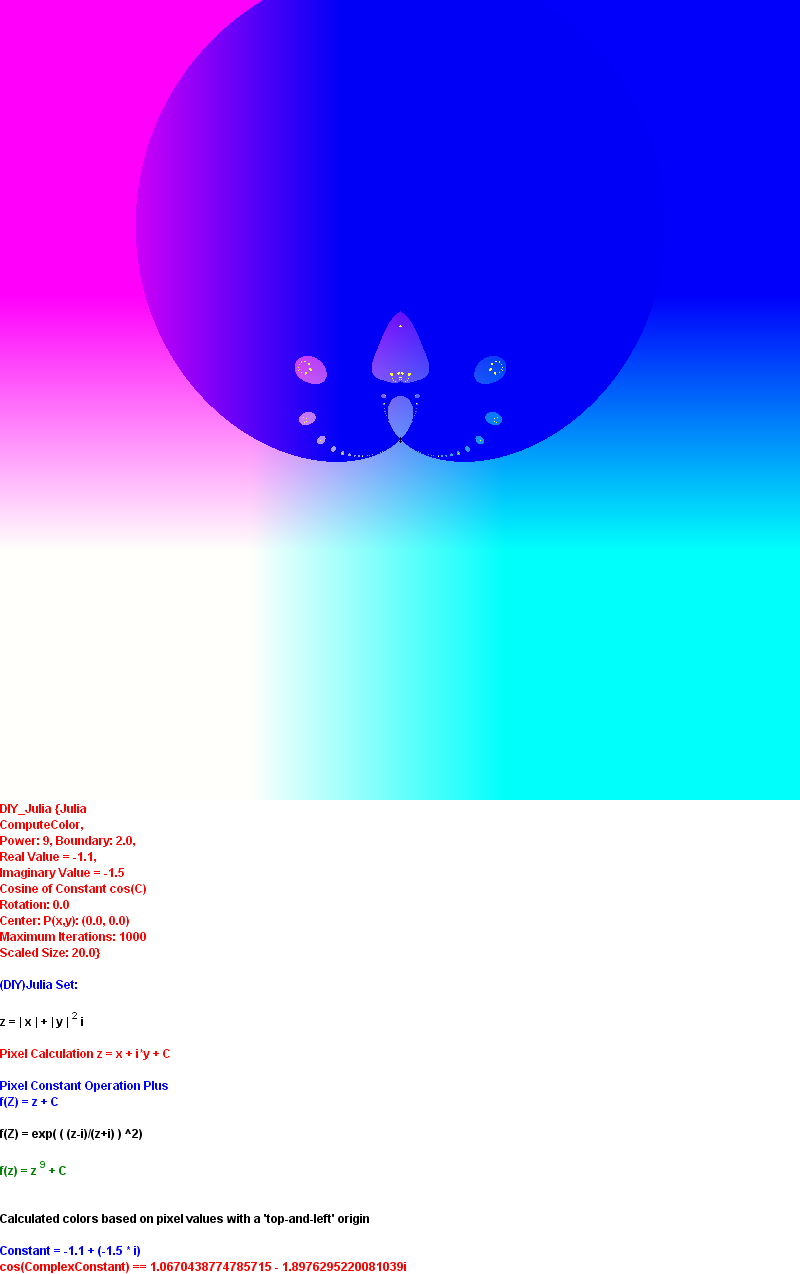 DIY_Julia {Julia
ComputeColor,
Power: 9, Boundary: 2.0,
Real Value = -1.1,
Imaginary Value = -1.5
Cosine of Constant cos(C)
Rotation: 0.0
Center: P(x,y): (0.0, 0.0)
Maximum Iterations: 1000
Scaled Size: 20.0}
(DIY)Julia Set:
z = | x | + | y | ² i
Pixel Calculation z = x + i*y + C
Pixel Constant Operation Plus
f(Z) = z + C
f(Z) = exp( ( (z-i)/(z+i) ) ^2)
f(z) = z ⁹ + C
Calculated colors based on pixel values with a 'top-and-left' origin
Constant = -1.1 + (-1.5 * i)
cos(ComplexConstant) == 1.0670438774785715 - 1.8976295220081039i